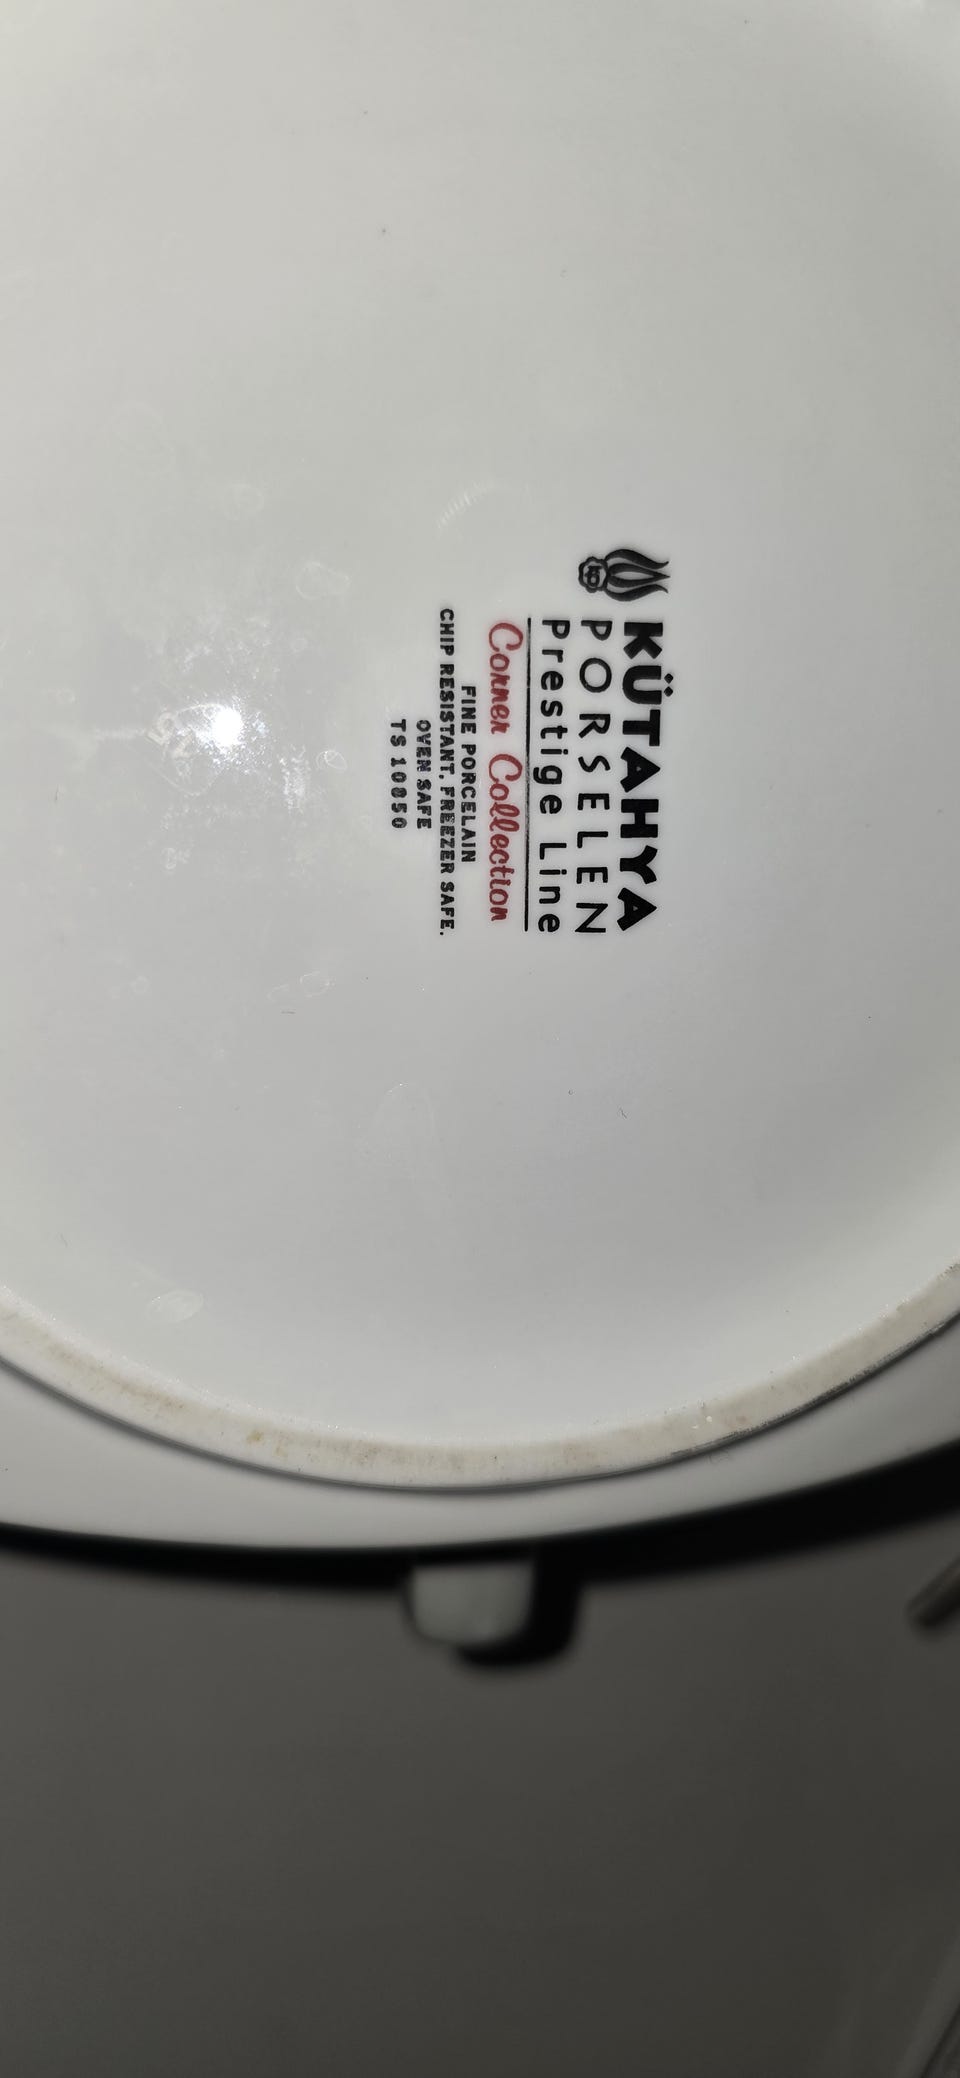 KÜTAHYA
PORSELEN
Prestige Line
Corner Collection
FINE PORCELAIN
CHIP RESISTANT, FREEZER SAFE.
OVEN SAFE
TS 10850